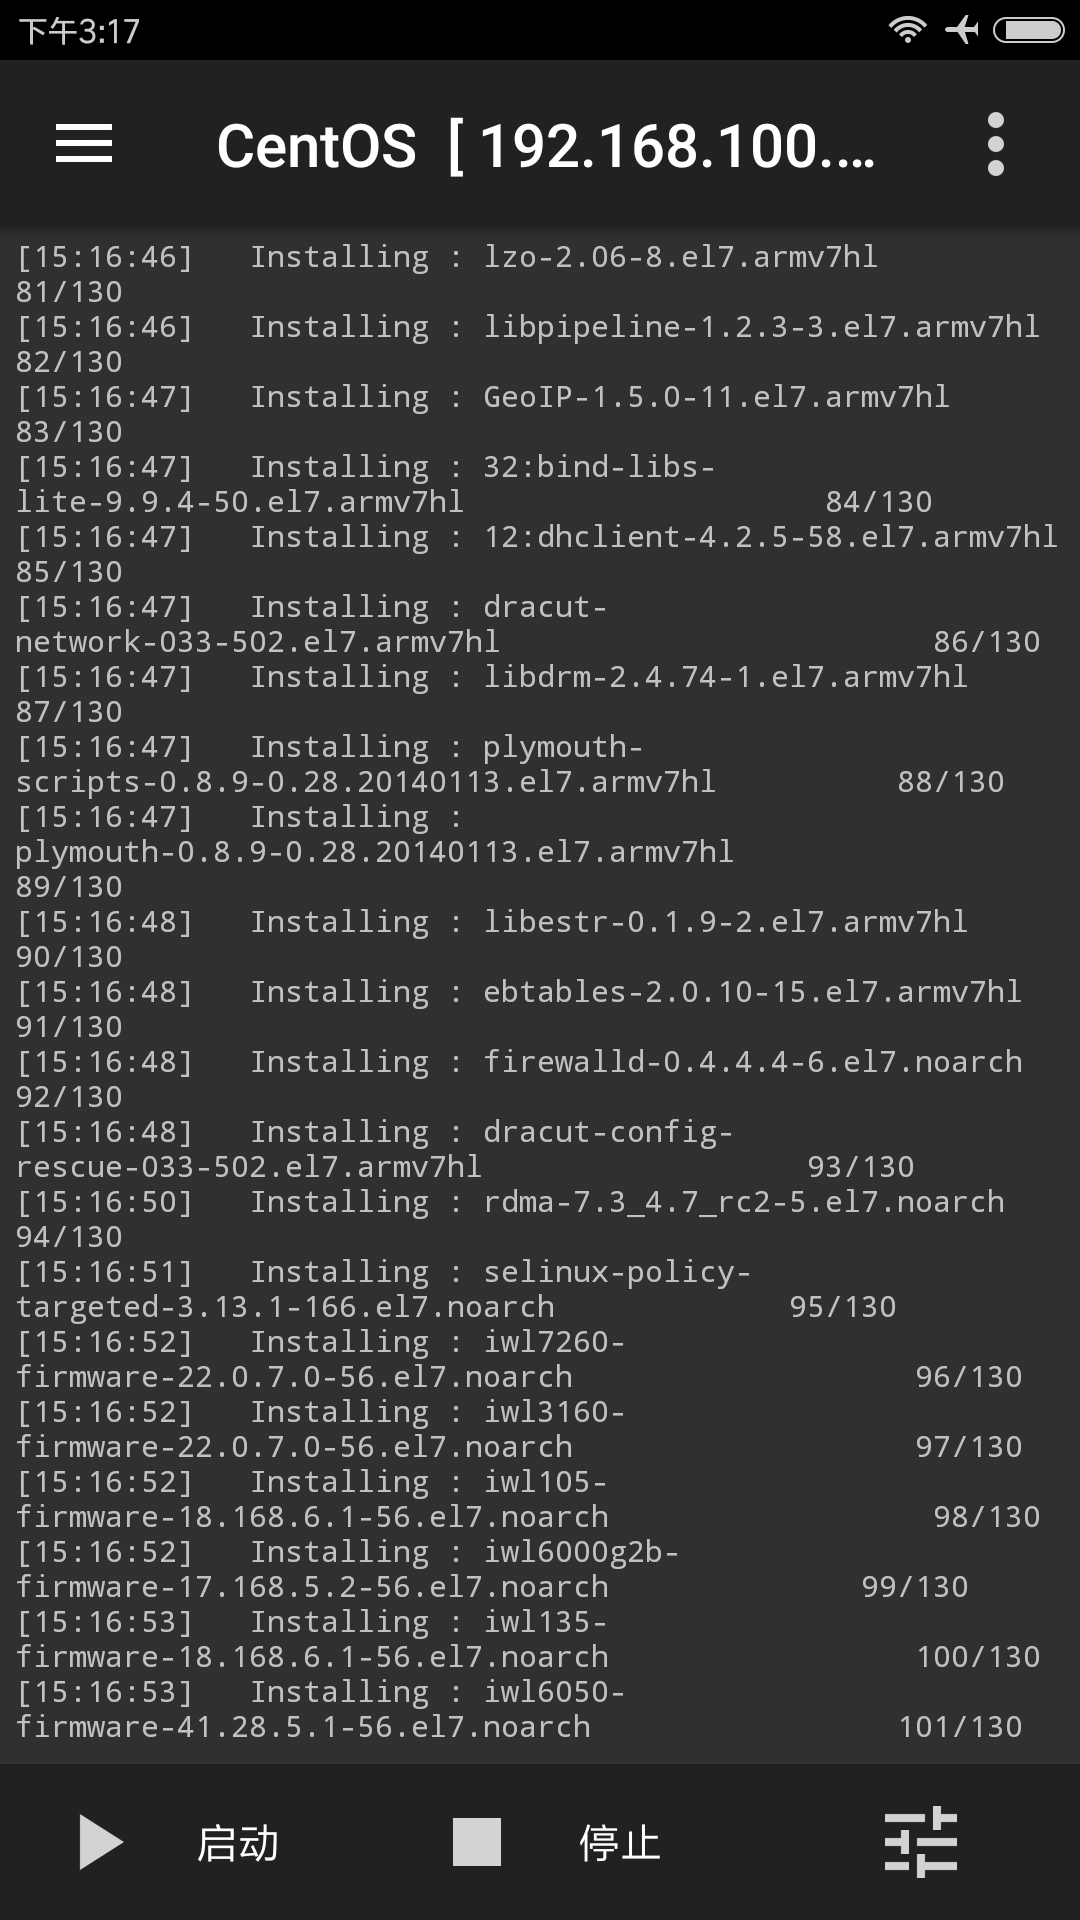 下午3:17
CentOS [ 192.168.100.…
[15:16:46] Installing : lzo-2.06-8.el7.armv7hl
81/130
[15:16:46] Installing : libpipeline-1.2.3-3.el7.armv7hl
82/130
[15:16:47] Installing : GeoIP-1.5.0-11.el7.armv7hl
83/130
[15:16:47] Installing : 32:bind-libs-
lite-9.9.4-50.el7.armv7hl 84/130
[15:16:47] Installing : 12:dhclient-4.2.5-58.el7.armv7hl
85/130
[15:16:47] Installing : dracut-
network-033-502.el7.armv7hl 86/130
[15:16:47] Installing : libdrm-2.4.74-1.el7.armv7hl
87/130
[15:16:47] Installing : plymouth-
scripts-0.8.9-0.28.20140113.el7.armv7hl 88/130
[15:16:47] Installing :
plymouth-0.8.9-0.28.20140113.el7.armv7hl
89/130
[15:16:48] Installing : libestr-0.1.9-2.el7.armv7hl
90/130
[15:16:48] Installing : ebtables-2.0.10-15.el7.armv7hl
91/130
[15:16:48] Installing : firewalld-0.4.4.4-6.el7.noarch
92/130
[15:16:48] Installing : dracut-config-
rescue-033-502.el7.armv7hl 93/130
[15:16:50] Installing : rdma-7.3_4.7_rc2-5.el7.noarch
94/130
[15:16:51] Installing : selinux-policy-
targeted-3.13.1-166.el7.noarch 95/130
[15:16:52] Installing : iwl7260-
firmware-22.0.7.0-56.el7.noarch 96/130
[15:16:52] Installing : iwl3160-
firmware-22.0.7.0-56.el7.noarch 97/130
[15:16:52] Installing : iwl105-
firmware-18.168.6.1-56.el7.noarch 98/130
[15:16:52] Installing : iwl6000g2b-
firmware-17.168.5.2-56.el7.noarch 99/130
[15:16:53] Installing : iwl135-
firmware-18.168.6.1-56.el7.noarch 100/130
[15:16:53] Installing : iwl6050-
firmware-41.28.5.1-56.el7.noarch 101/130
启动 停止